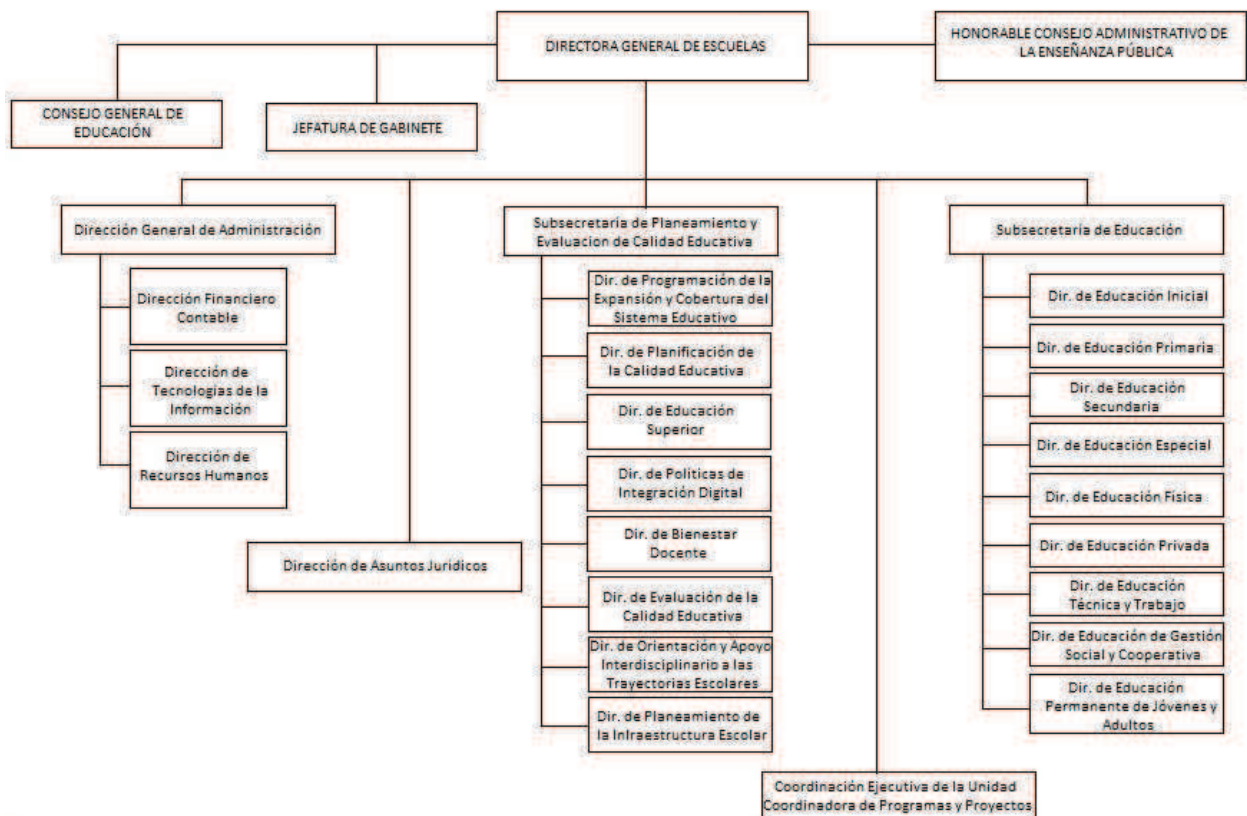 DIRECTORA GENERAL DE ESCUELAS
HONORABLE CONSEJO ADMINISTRATIVO DE
LA ENSEÑANZA PÚBLICA
CONSEJO GENERAL DE
EDUCACIÓN
JEFATURA DE GABINETE
Dirección General de Administración
Dirección Financiero
Contable
Dirección de
Tecnologías de la
Información
Dirección de
Recursos Humanos
Dirección de Asuntos Jurídicos
Subsecretaría de Planeamiento y
Evaluacion de Calidad Educativa
Dir. de Programación de la
Expansión y Cobertura del
Sistema Educativo
Dir. de Planificación de
la Calidad Educativa
Dir. de Educación
Superior
Dir. de Políticas de
Integración Digital
Dir. de Bienestar
Docente
Dir. de Evaluación de la
Calidad Educativa
Dir. de Orientación y Apoyo
Interdisciplinario a las
Trayectorias Escolares
Dir. de Planeamiento de
la Infraestructura Escolar
Coordinación Ejecutiva de la Unidad
Coordinadora de Programas y Proyectos
Subsecretaría de Educación
Dir. de Educación Inicial
Dir. de Educación Primaria
Dir. de Educación
Secundaria
Dir. de Educación Especial
Dir. de Educación Física
Dir. de Educación Privada
Dir. de Educación
Técnica y Trabajo
Dir. de Educación de Gestión
Social y Cooperativa
Dir. de Educación
Permanente de Jóvenes y
Adultos